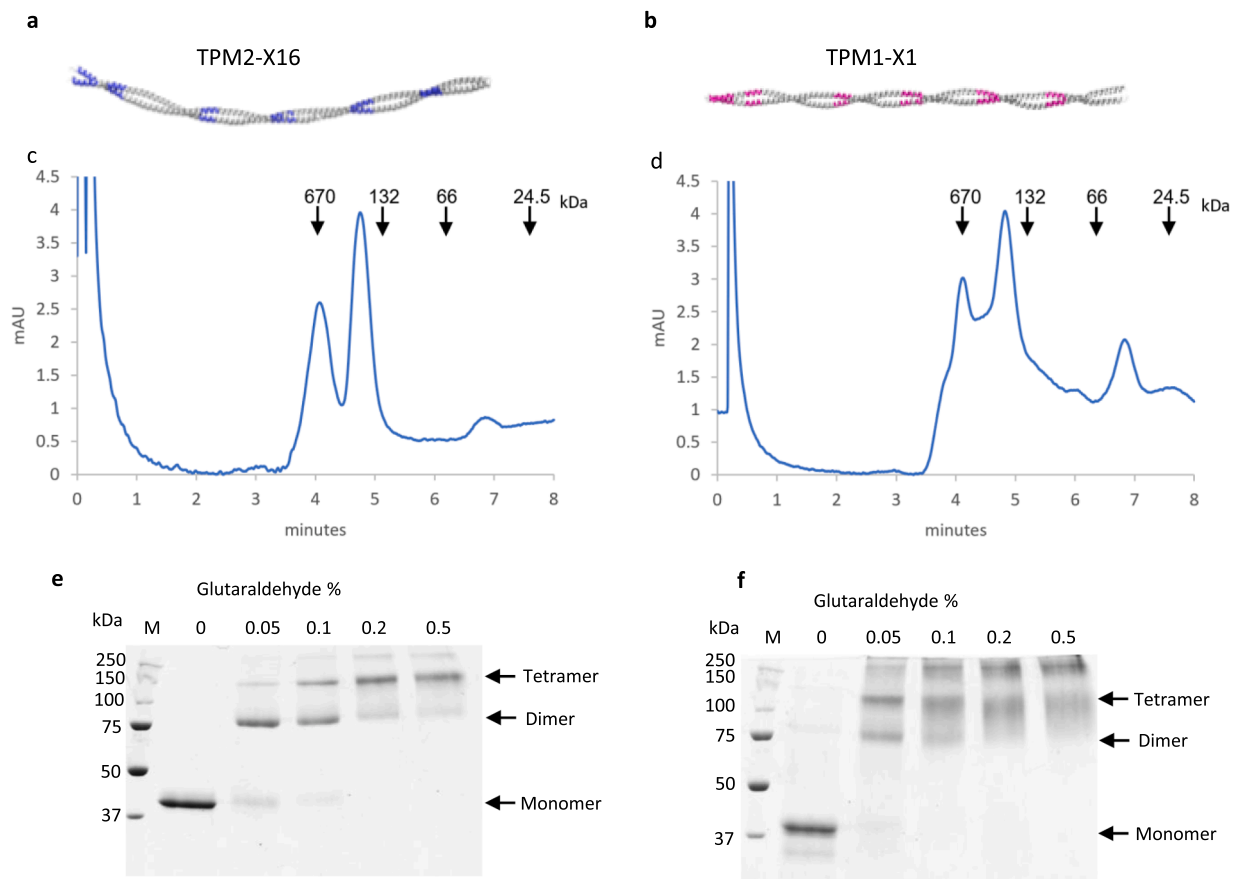 a
b
TPM2-X16
TPM1-X1
c
d
4.5
4
3.5
3
2.5
2
1.5
1
0.5
0
mAU
670 132 66 24.5 kDa
0 1 2 3 4 5 6 7 8
minutes
4.5
4
3.5
3
2.5
2
1.5
1
0.5
0
mAU
670 132 66 24.5 kDa
0 1 2 3 4 5 6 7 8
minutes
e
Glutaraldehyde %
kDa M 0 0.05 0.1 0.2 0.5
250
150
100
75
50
37
Tetramer
Dimer
Monomer
f
Glutaraldehyde %
kDa M 0 0.05 0.1 0.2 0.5
250
150
100
75
50
37
Tetramer
Dimer
Monomer